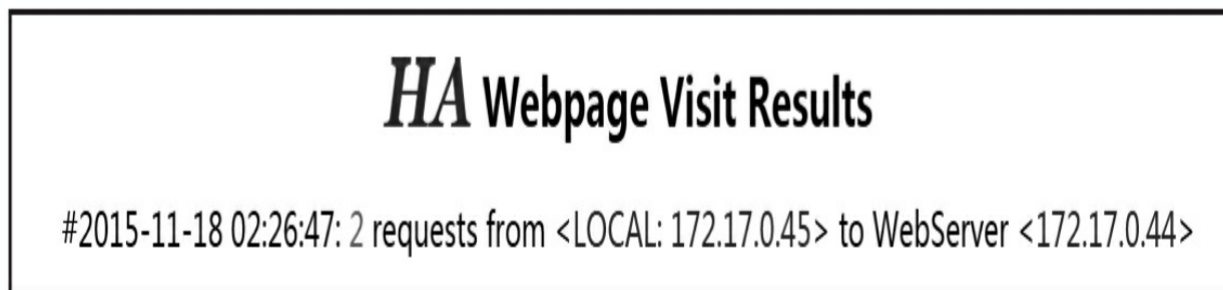 HA Webpage Visit Results
#2015-11-18 02:26:47: 2 requests from <LOCAL: 172.17.0.45> to WebServer <172.17.0.44>